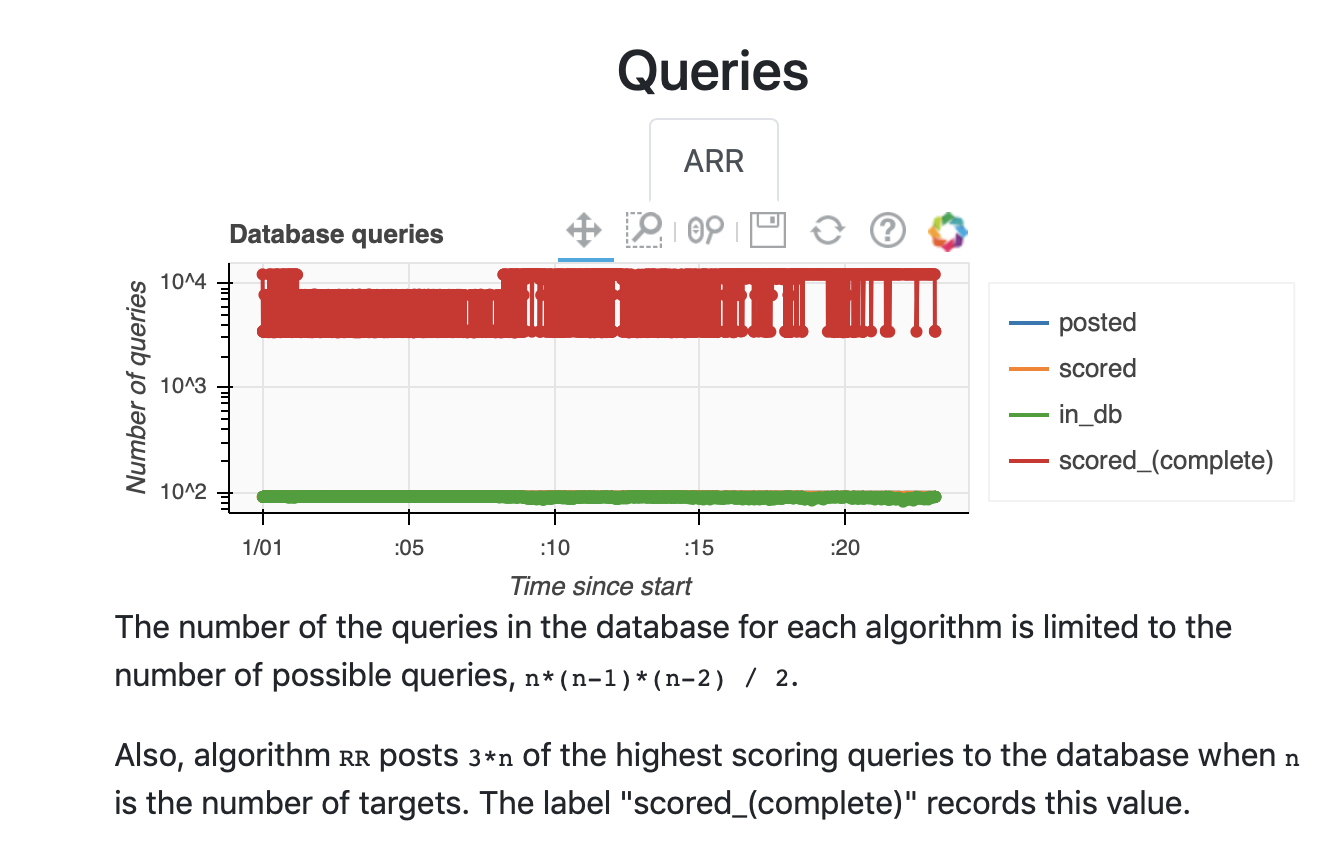 Queries
ARR
Database queries
10^4
10^3
10^2
Number of queries
1/01
:05
:10
:15
:20
Time since start
posted
scored
in_db
scored_(complete)
The number of the queries in the database for each algorithm is limited to the
number of possible queries, n*(n-1)*(n-2) / 2.
Also, algorithm RR posts 3*n of the highest scoring queries to the database when n
is the number of targets. The label "scored_(complete)" records this value.